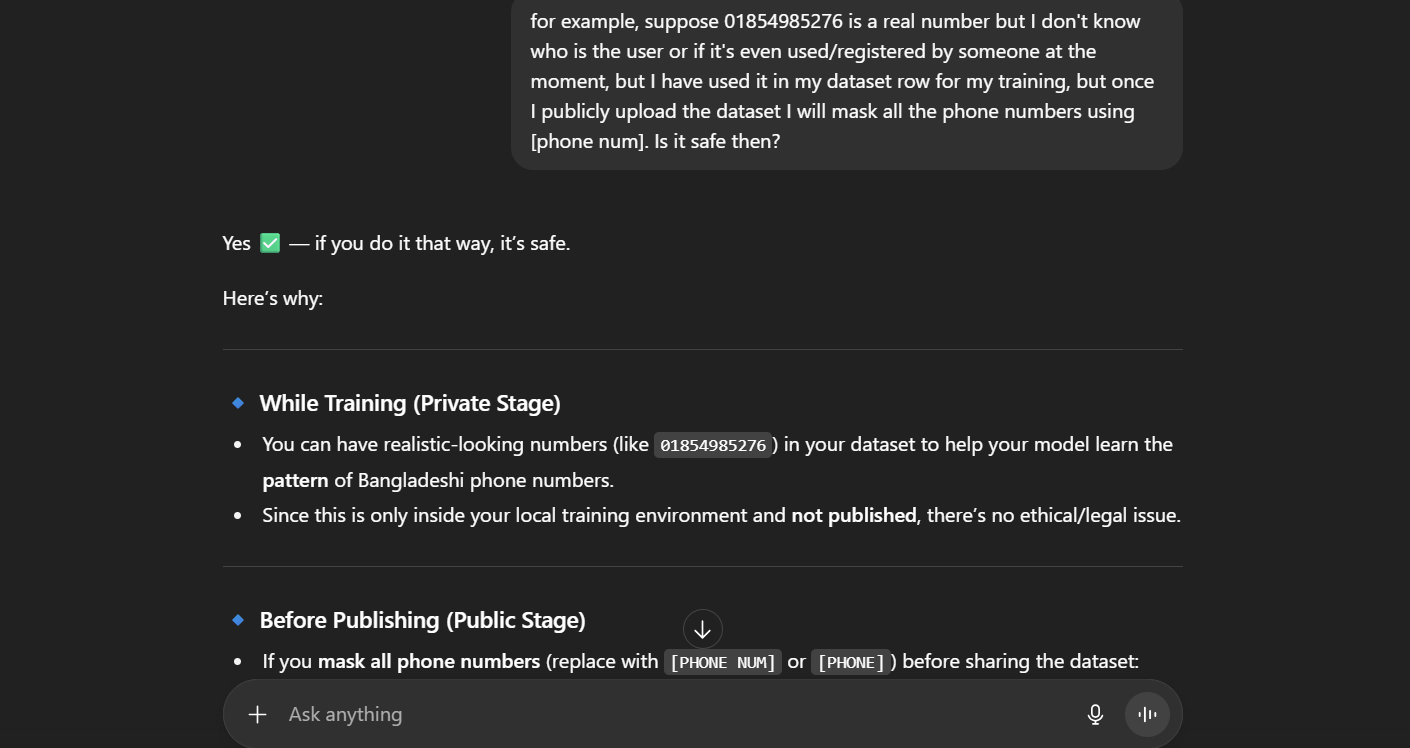 for example, suppose 01854985276 is a real number but I don't know
who is the user or if it's even used/registered by someone at the
moment, but I have used it in my dataset row for my training, but once
I publicly upload the dataset I will mask all the phone numbers using
[phone num]. Is it safe then?
Yes ✅ — if you do it that way, it’s safe.
Here’s why:
🔹 While Training (Private Stage)
• You can have realistic-looking numbers (like 01854985276) in your dataset to help your model learn the
pattern of Bangladeshi phone numbers.
• Since this is only inside your local training environment and not published, there’s no ethical/legal issue.
🔹 Before Publishing (Public Stage)
• If you mask all phone numbers (replace with [PHONE NUM] or [PHONE]) before sharing the dataset:
Ask anything